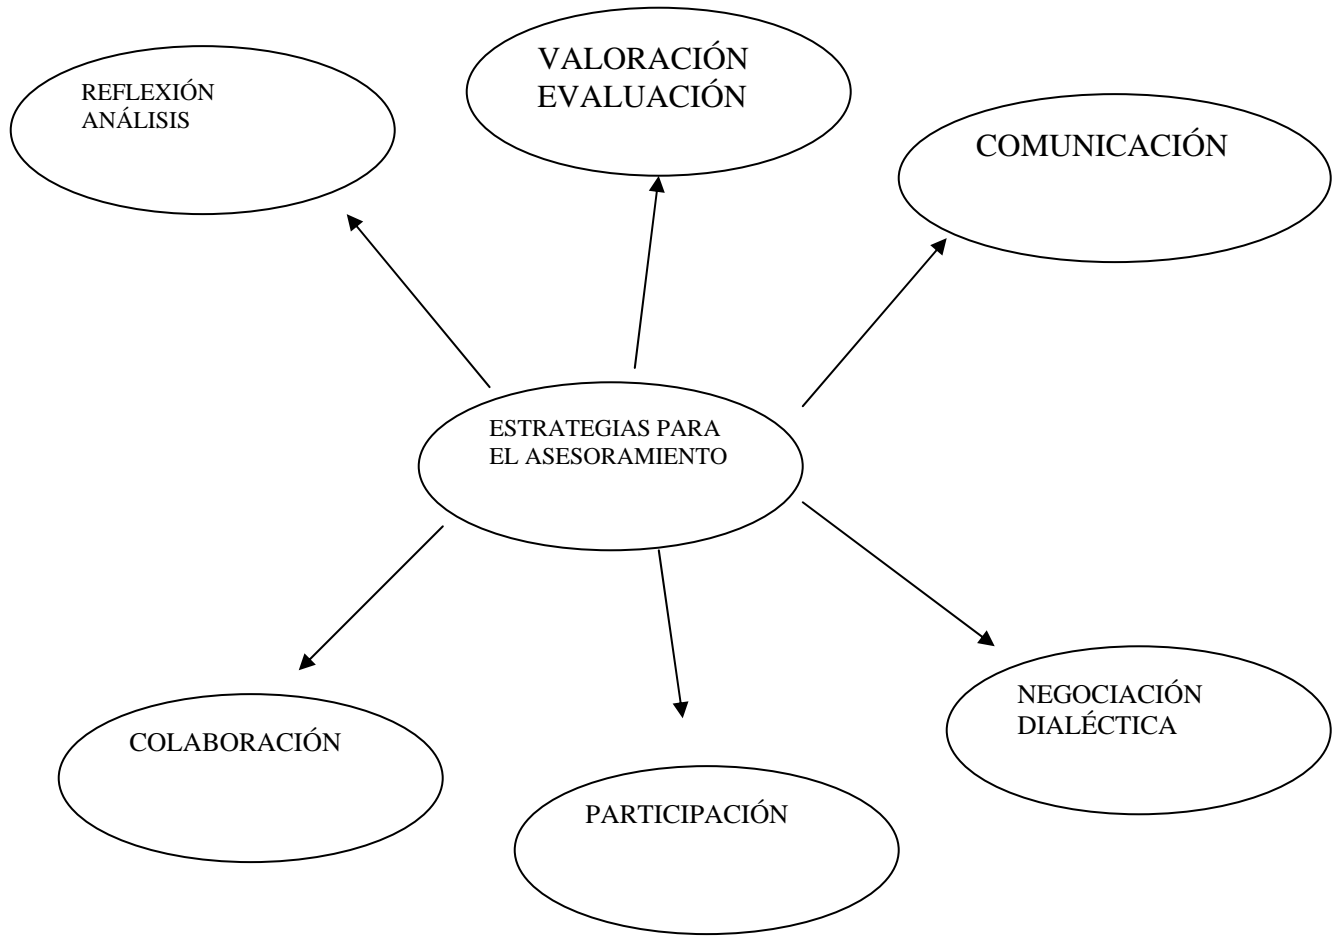 REFLEXIÓN
ANÁLISIS
VALORACIÓN
EVALUACIÓN
COMUNICACIÓN
ESTRATEGIAS PARA
EL ASESORAMIENTO
COLABORACIÓN
PARTICIPACIÓN
NEGOCIACIÓN
DIALÉCTICA